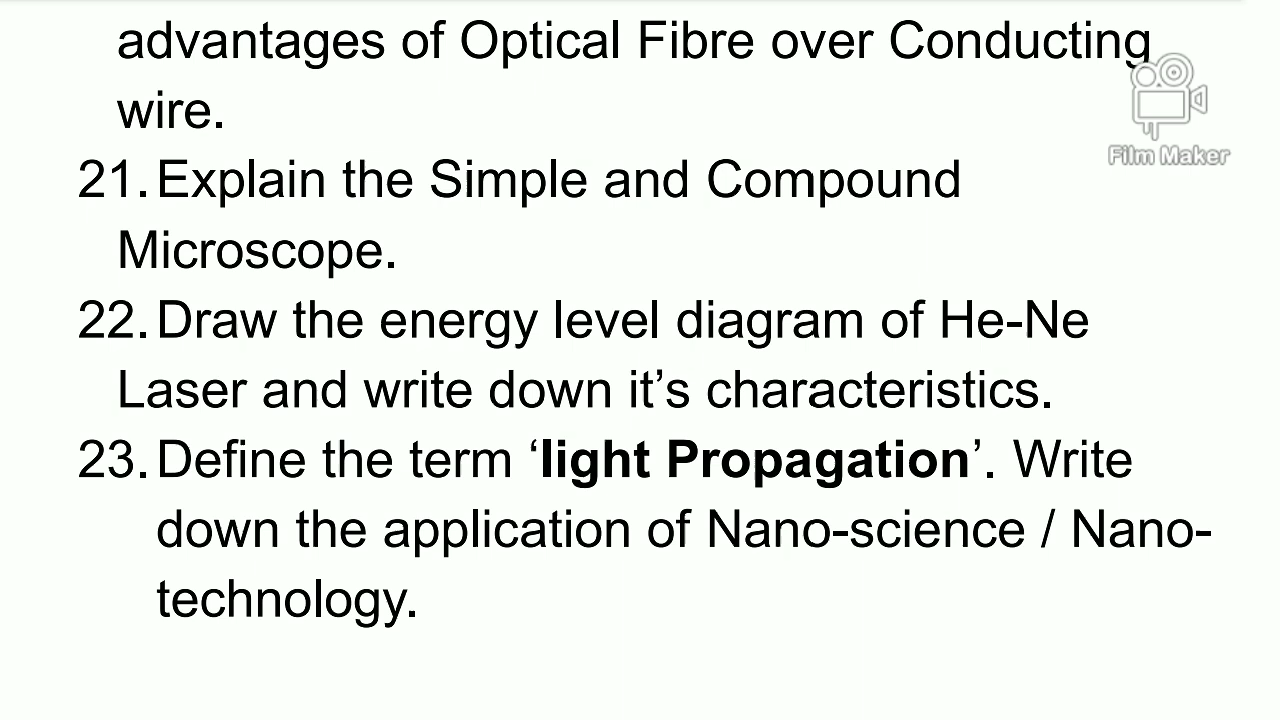 advantages of Optical Fibre over Conducting
wire.
Film Maker
21. Explain the Simple and Compound
Microscope.
22. Draw the energy level diagram of He-Ne
Laser and write down it’s characteristics.
23. Define the term ‘light Propagation’. Write
down the application of Nano-science / Nano-
technology.